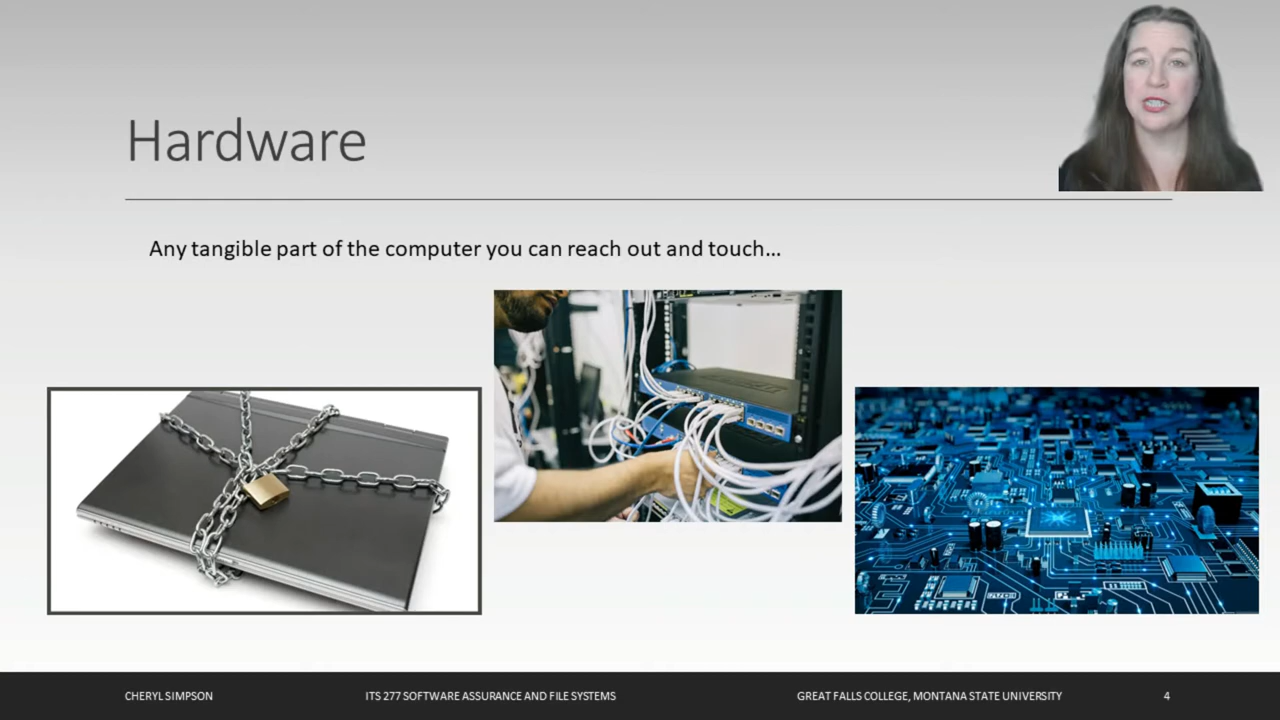 Hardware
Any tangible part of the computer you can reach out and touch...
CHERYL SIMPSON
ITS 277 SOFTWARE ASSURANCE AND FILE SYSTEMS
GREAT FALLS COLLEGE, MONTANA STATE UNIVERSITY
4